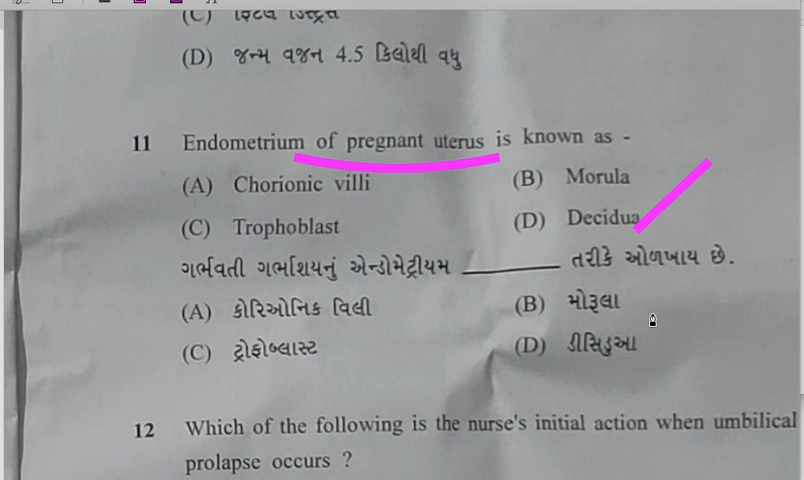 (C) ફિટલ ડિસ્ટ્રેસ
(D) જન્મ વજન 4.5 કિલોથી વધુ
11 Endometrium of pregnant uterus is known as -
(A) Chorionic villi (B) Morula
(C) Trophoblast (D) Decidua
ગર્ભવતી ગર્ભાશયનું એન્ડોમેટ્રીયમ ________ તરીકે ઓળખાય છે.
(A) કોરિઓનિક વિલી (B) મોરૂલા
(C) ટ્રોફોબ્લાસ્ટ (D) ડીસિડુઆ
12 Which of the following is the nurse's initial action when umbilical
prolapse occurs ?